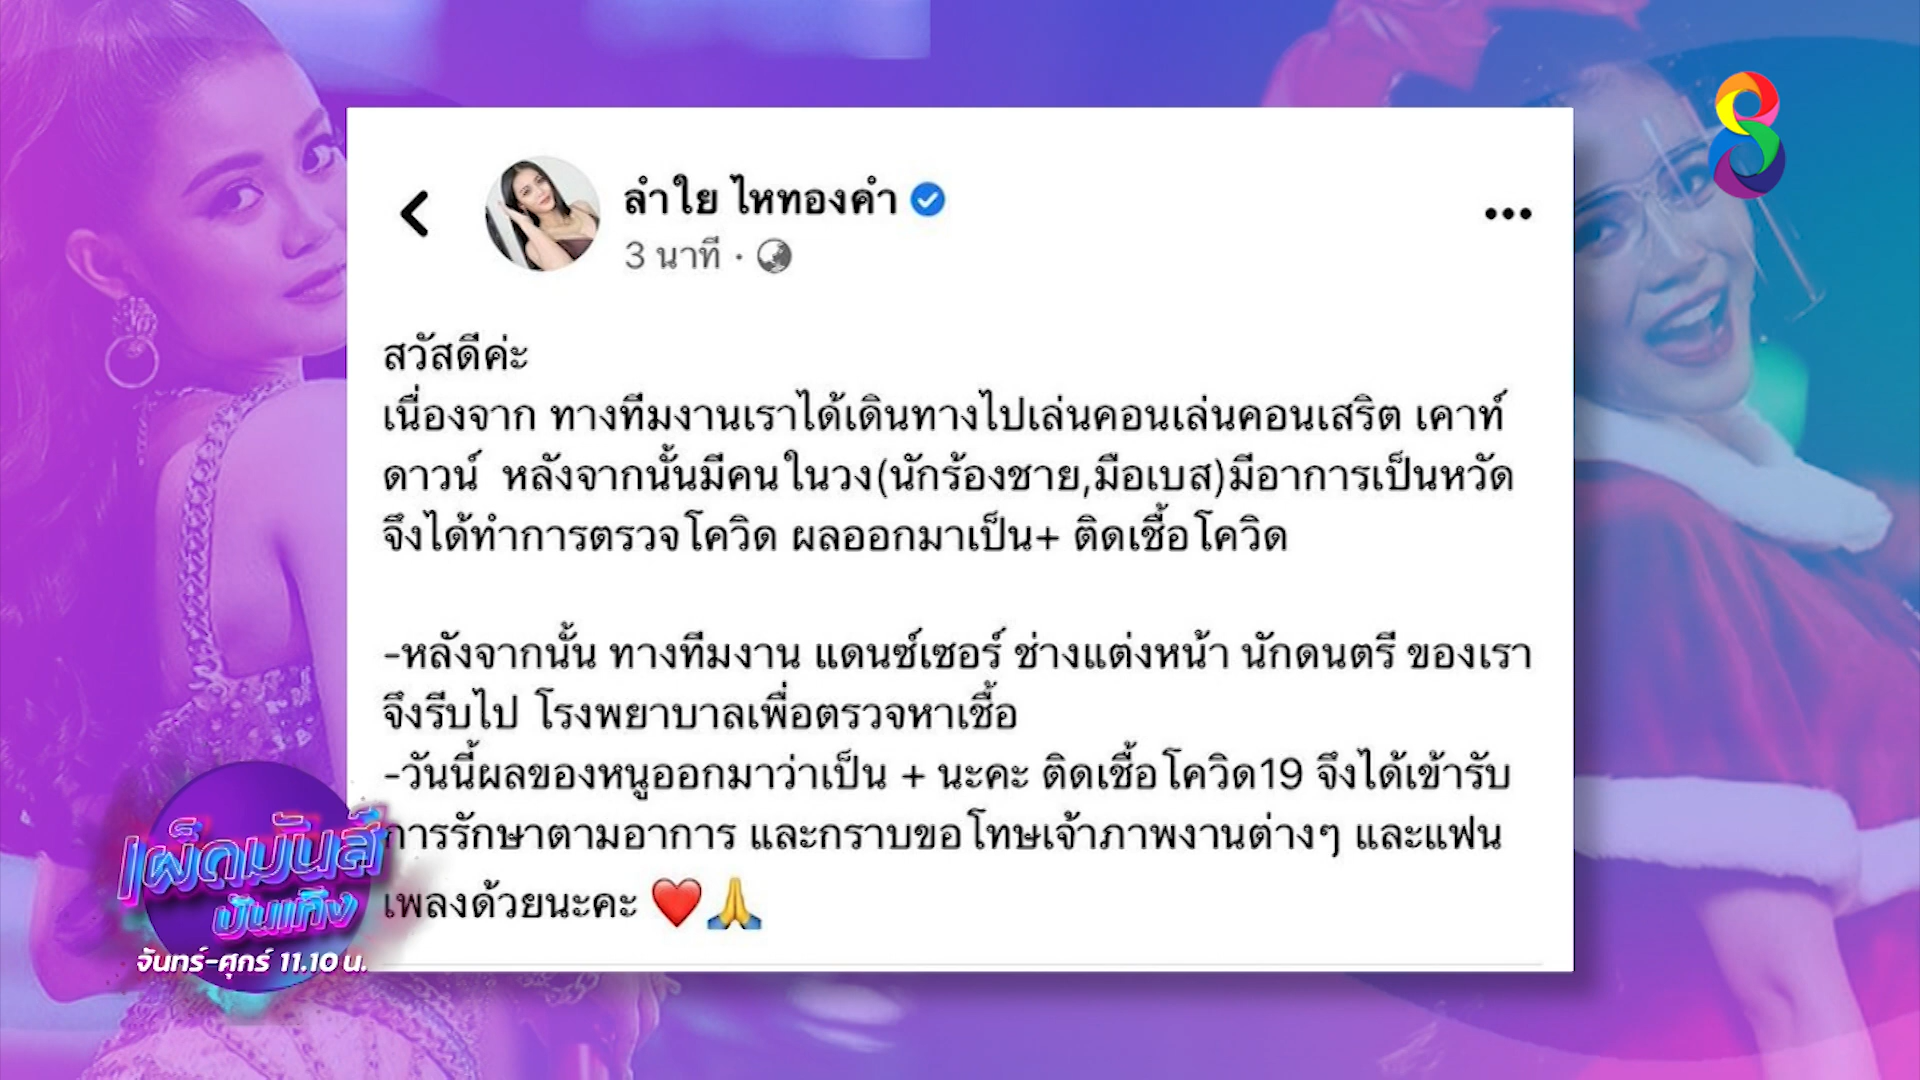 ลำใย ไหทองคำ
3 นาที ·
สวัสดีค่ะ
เนื่องจาก ทางทีมงานเราได้เดินทางไปเล่นคอนเล่นคอนเสริต เคาท์
ดาวน์ หลังจากนั้นมีคนในวง(นักร้องชาย,มือเบส)มีอาการเป็นหวัด
จึงได้ทำการตรวจโควิด ผลออกมาเป็น+ ติดเชื้อโควิด
-หลังจากนั้น ทางทีมงาน แดนซ์เซอร์ ช่างแต่งหน้า นักดนตรี ของเรา
จึงรีบไป โรงพยาบาลเพื่อตรวจหาเชื้อ
-วันนี้ผลของหนูออกมาว่าเป็น + นะคะ ติดเชื้อโควิด19 จึงได้เข้ารับ
การรักษาตามอาการ และกราบขอโทษเจ้าภาพงานต่างๆ และแฟน
เพลงด้วยนะคะ ❤️🙏
เผ็ดมันส์
บันเทิง
จันทร์-ศุกร์ 11.10 น.
8